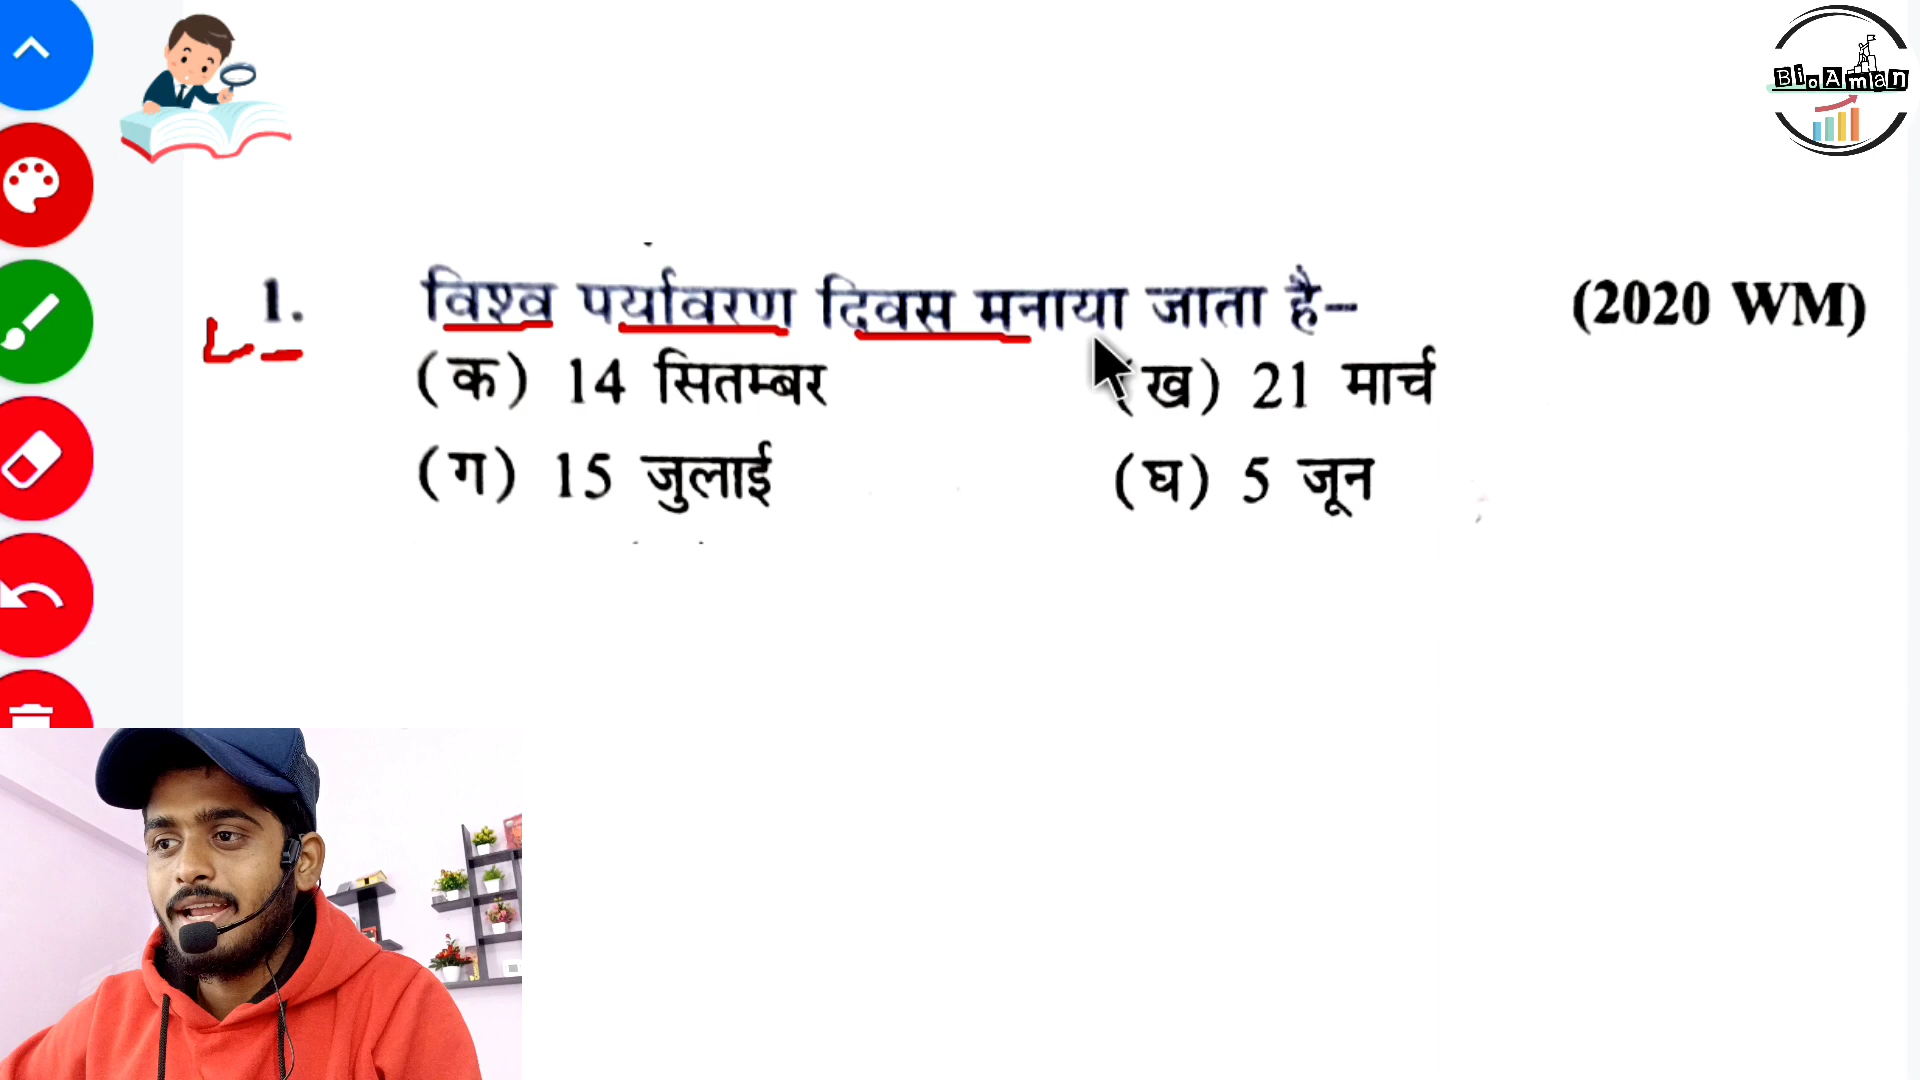 BioAman
1. विश्व पर्यावरण दिवस मनाया जाता है– (2020 WM)
(क) 14 सितम्बर (ख) 21 मार्च
(ग) 15 जुलाई (घ) 5 जून